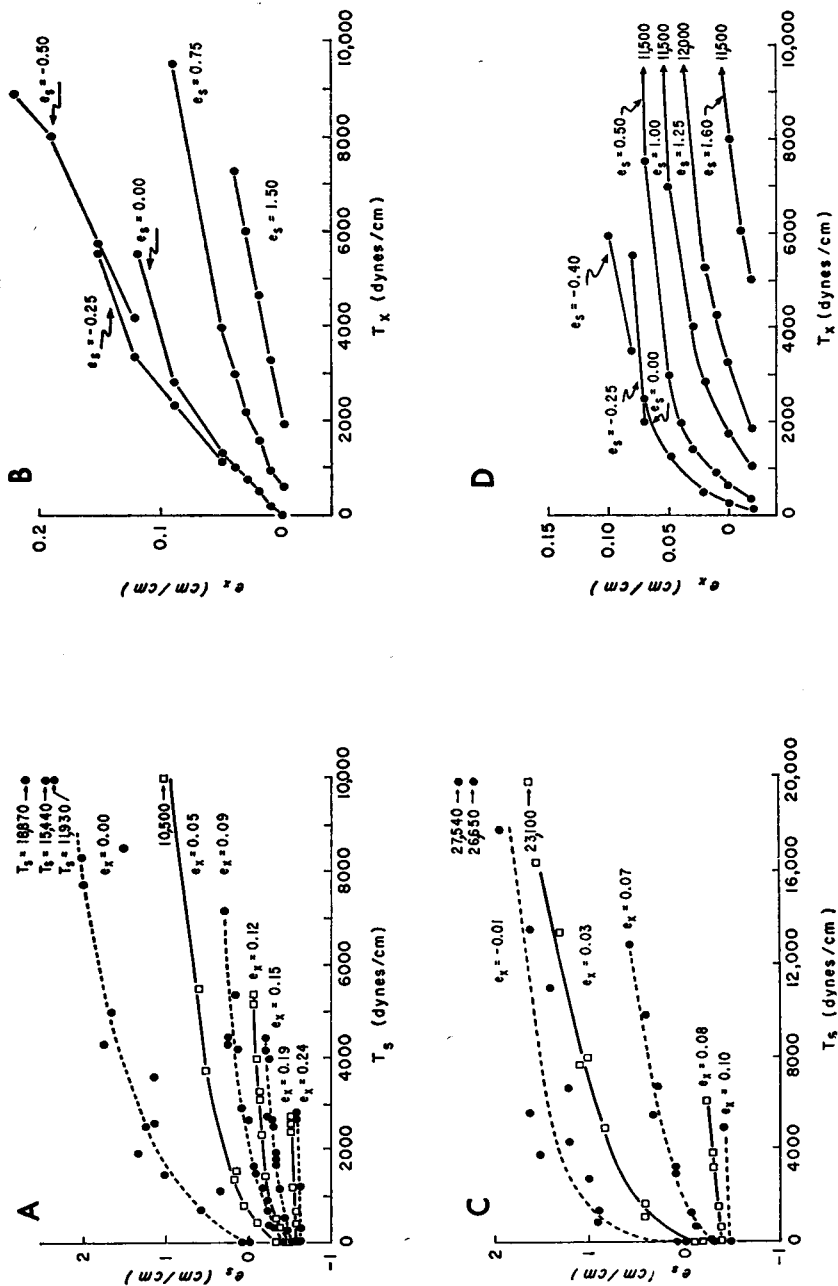 A
e_s (cm/cm)
2
1
0
-1
0
2000
4000
6000
8000
10,000
T_s (dynes/cm)
T_s = 18,870→
T_s = 15,440→
T_s = 11,930
e_x = 0.00
10,500→
e_x = 0.05
e_x = 0.09
e_x = 0.12
e_x = 0.15
e_x = 0.19
e_x = 0.24
B
e_x (cm/cm)
0.2
0.1
0
0
2000
4000
6000
8000
10,000
T_x (dynes/cm)
e_s = -0.50
e_s = -0.25
e_s = 0.00
e_s = 0.75
e_s = 1.50
C
e_s (cm/cm)
2
1
0
-1
0
4000
8000
12,000
16,000
20,000
T_s (dynes/cm)
27,540→
26,650→
23,100→
e_x = -0.01
e_x = 0.03
e_x = 0.07
e_x = 0.08
e_x = 0.10
D
e_x (cm/cm)
0.15
0.10
0.05
0
0
2000
4000
6000
8000
10,000
T_x (dynes/cm)
e_s = -0.40
e_s = -0.25
e_s = 0.00
e_s = 0.50
11,500
e_s = 1.00
11,500
e_s = 1.25
12,000
e_s = 1.60
11,500